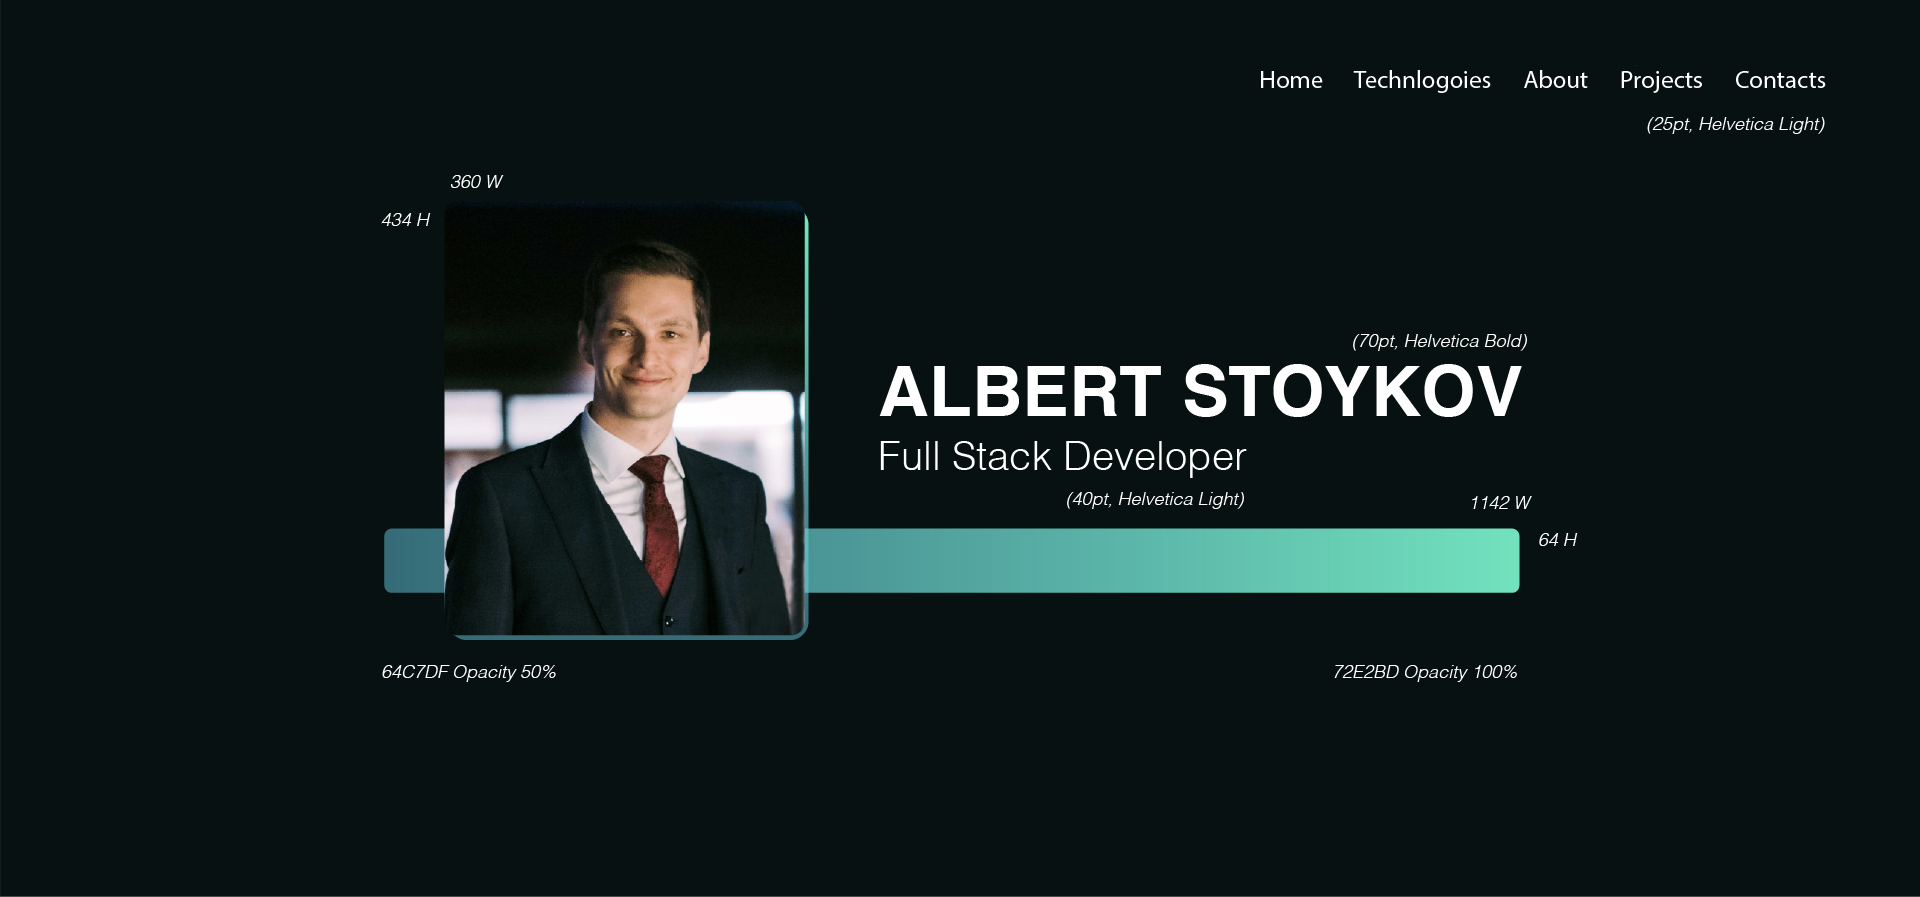 Home Technlogoies About Projects Contacts
(25pt, Helvetica Light)
360 W
434 H
(70pt, Helvetica Bold)
ALBERT STOYKOV
Full Stack Developer
(40pt, Helvetica Light)
1142 W
64 H
64C7DF Opacity 50%
72E2BD Opacity 100%